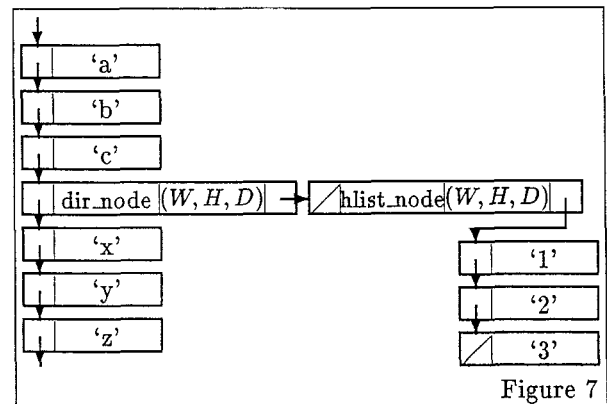 ‘a’
‘b’
‘c’
dir_node (W, H, D) hlist_node (W, H, D)
‘x’
‘1’
‘y’
‘2’
‘z’
‘3’
Figure 7